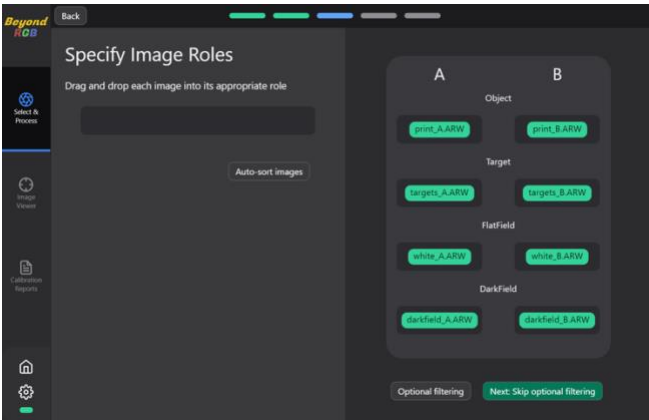 Beyond
RGB
Select &
Process
Image
Viewer
Calibration
Reports
Back
Specify Image Roles
Drag and drop each image into its appropriate role
Auto-sort images
A B
Object
print_A.ARW print_B.ARW
Target
targets_A.ARW targets_B.ARW
FlatField
white_A.ARW white_B.ARW
DarkField
darkfield_A.ARW darkfield_B.ARW
Optional filtering Next: Skip optional filtering